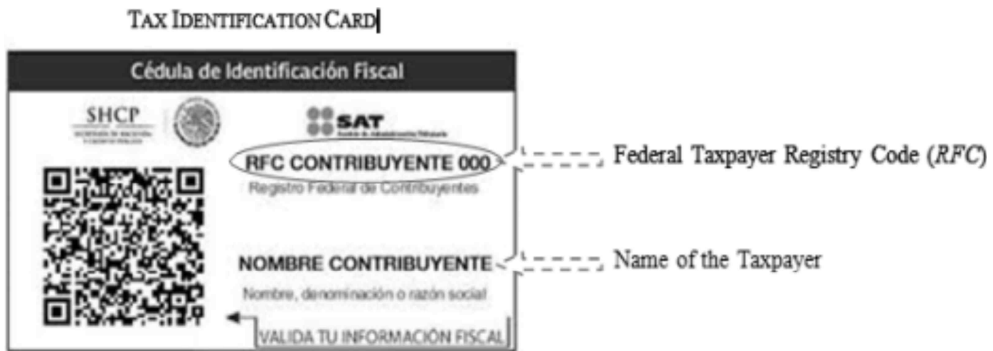 TAX IDENTIFICATION CARD
Cédula de Identificación Fiscal
SHCP
SAT
RFC CONTRIBUYENTE 000
Federal Taxpayer Registry Code (RFC)
Registro Federal de Contribuyentes
NOMBRE CONTRIBUYENTE
Name of the Taxpayer
Nombre, denominación o razón social
VALIDA TU INFORMACIÓN FISCAL